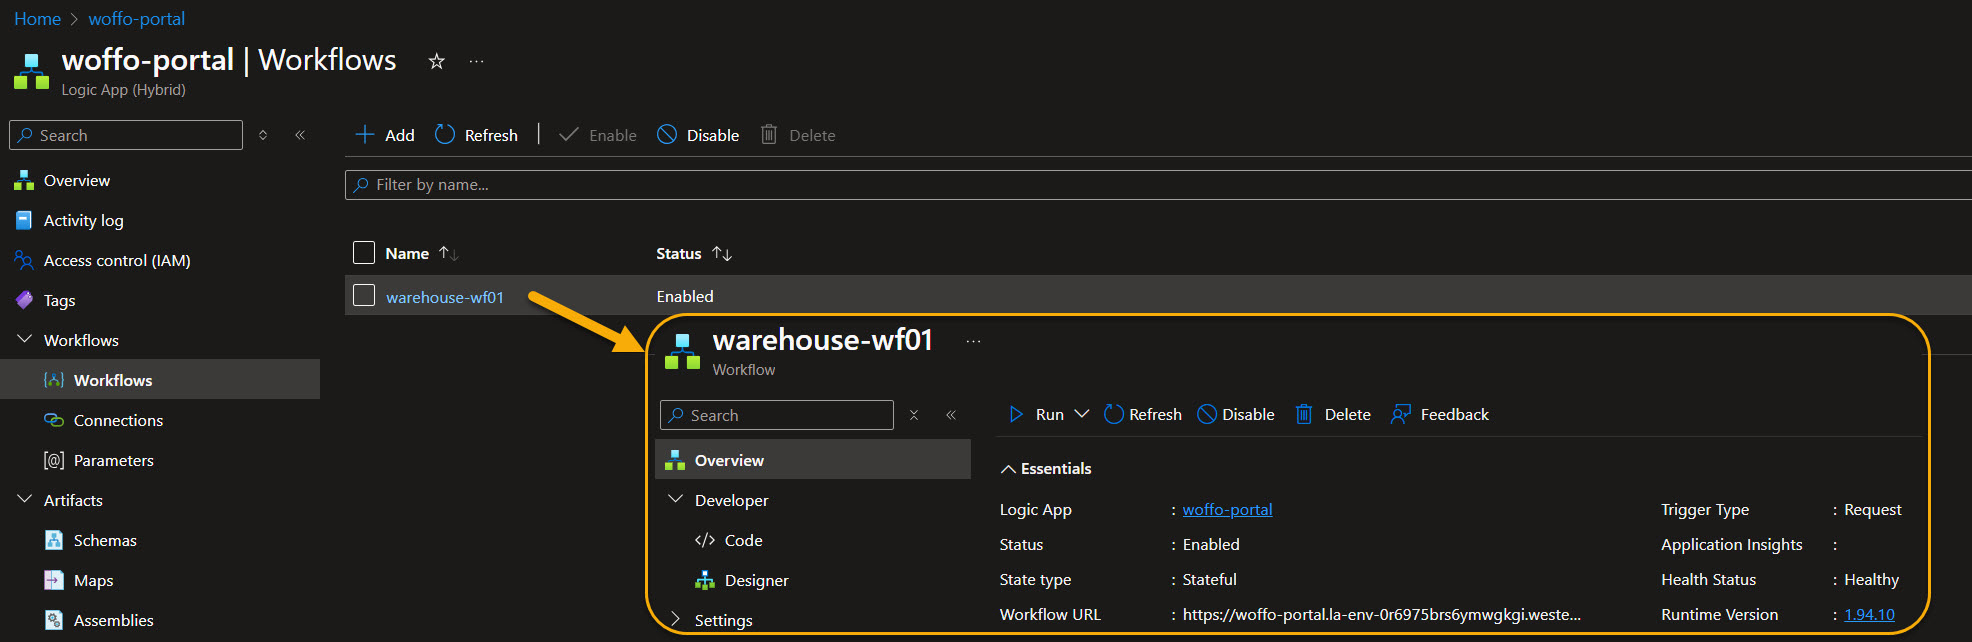 Home > woffo-portal
woffo-portal | Workflows ☆ ...
Logic App (Hybrid)
Search
Overview
Activity log
Access control (IAM)
Tags
Workflows
Workflows
Connections
Parameters
Artifacts
Schemas
Maps
Assemblies
Add Refresh | Enable Disable Delete
Filter by name...
Name ↑↓ Status ↑↓
warehouse-wf01 Enabled
warehouse-wf01 ...
Workflow
Search
Overview
Developer
Code
Designer
Settings
Run Refresh Disable Delete Feedback
Essentials
Logic App : woffo-portal
Status : Enabled
State type : Stateful
Workflow URL : https://woffo-portal.la-env-0r6975brs6ymwgkgi.weste...
Trigger Type : Request
Application Insights :
Health Status : Healthy
Runtime Version : 1.94.10